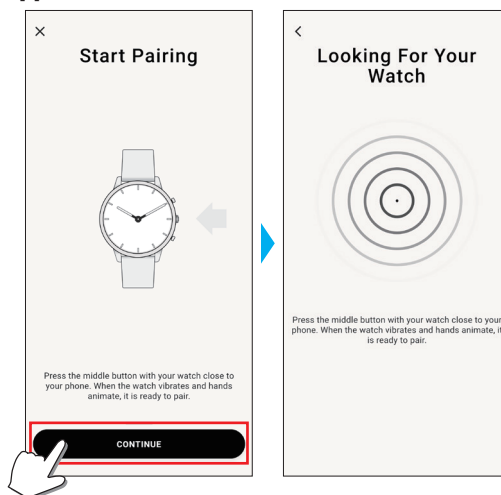 Start Pairing
Press the middle button with your watch close to
your phone. When the watch vibrates and hands
animate, it is ready to pair.
CONTINUE
Looking For Your
Watch
Press the middle button with your watch close to your
phone. When the watch vibrates and hands animate, it
is ready to pair.